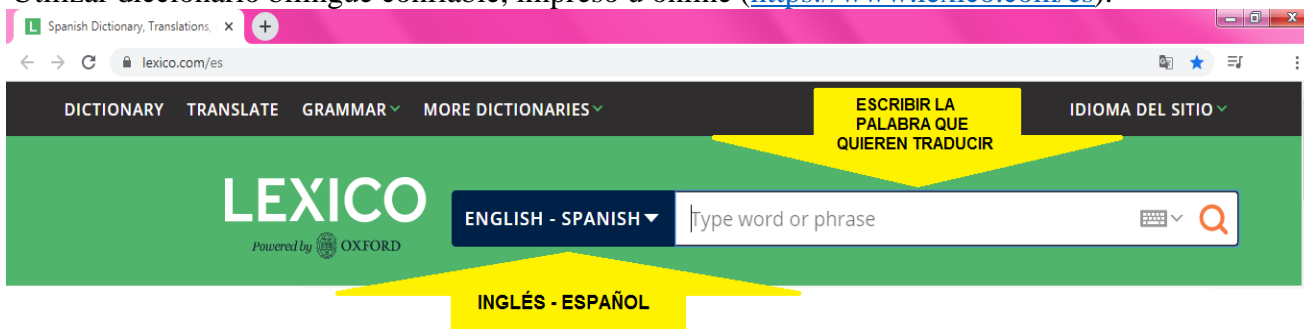 Utilizar diccionario bilingüe confiable, impreso u online (https://www.lexico.com/es).
Spanish Dictionary, Translations,
lexico.com/es
DICTIONARY TRANSLATE GRAMMAR MORE DICTIONARIES ESCRIBIR LA PALABRA QUE QUIEREN TRADUCIR IDIOMA DEL SITIO
LEXICO
ENGLISH - SPANISH Type word or phrase
Powered by OXFORD
INGLÉS - ESPAÑOL